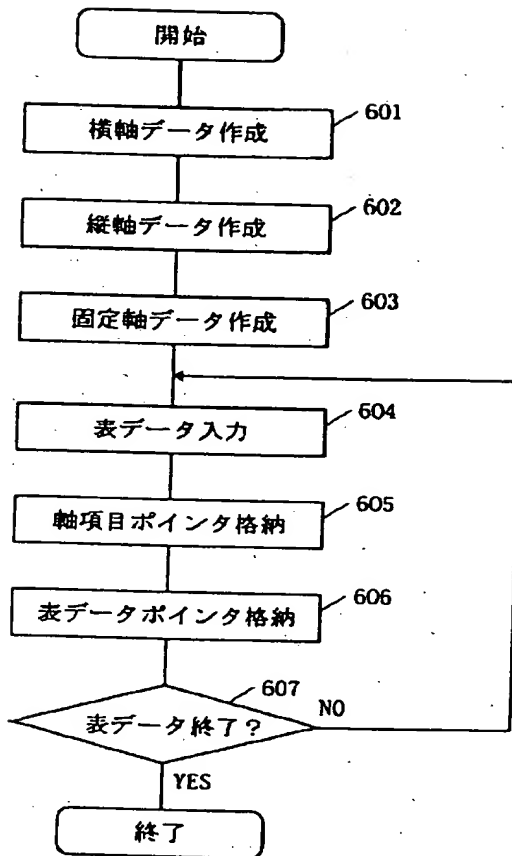 開始
横軸データ作成
601
縦軸データ作成
602
固定軸データ作成
603
表データ入力
604
軸項目ポインタ格納
605
表データポインタ格納
606
表データ終了?
607
NO
YES
終了